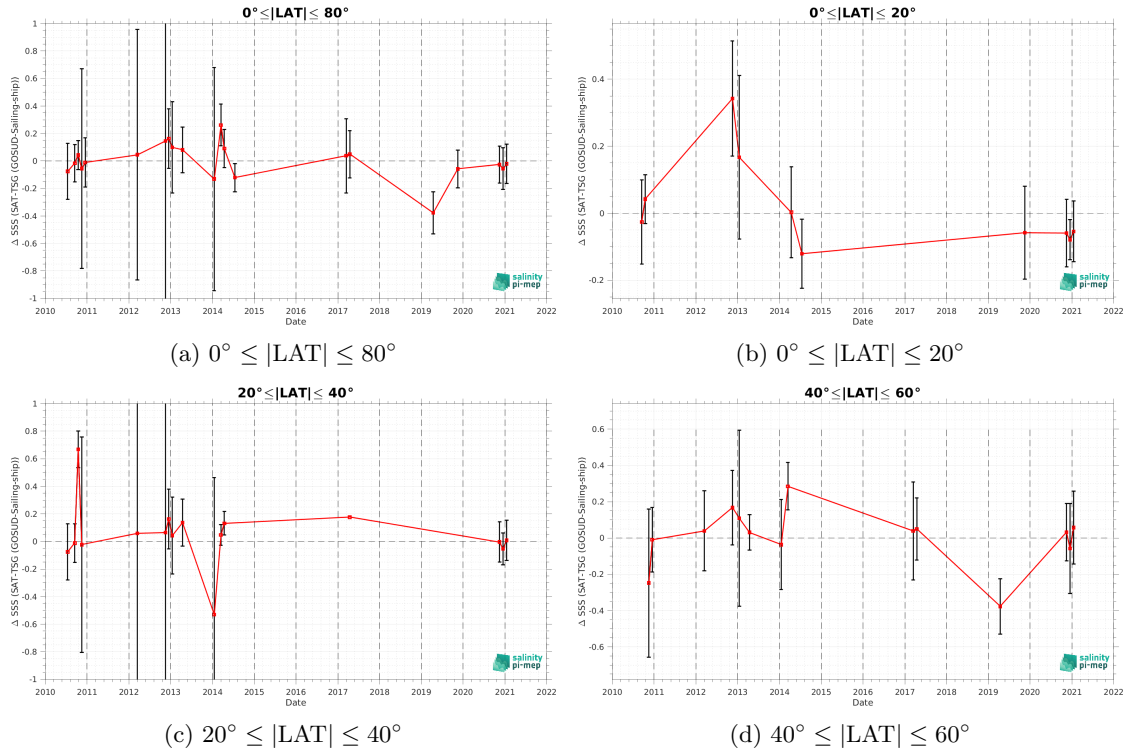 0°≤|LAT|≤ 80°
Δ SSS (SAT-TSG (GOSUD-Sailing-ship))
1
0.8
0.6
0.4
0.2
0
-0.2
-0.4
-0.6
-0.8
-1
2010 2011 2012 2013 2014 2015 2016 2017 2018 2019 2020 2021 2022
Date
salinity
pi-mep
(a) 0° ≤ |LAT| ≤ 80°
0°≤|LAT|≤ 20°
Δ SSS (SAT-TSG (GOSUD-Sailing-ship))
0.4
0.2
0
-0.2
2010 2011 2012 2013 2014 2015 2016 2017 2018 2019 2020 2021 2022
Date
salinity
pi-mep
(b) 0° ≤ |LAT| ≤ 20°
20°≤|LAT|≤ 40°
Δ SSS (SAT-TSG (GOSUD-Sailing-ship))
1
0.8
0.6
0.4
0.2
0
-0.2
-0.4
-0.6
-0.8
-1
2010 2011 2012 2013 2014 2015 2016 2017 2018 2019 2020 2021 2022
Date
salinity
pi-mep
(c) 20° ≤ |LAT| ≤ 40°
40°≤|LAT|≤ 60°
Δ SSS (SAT-TSG (GOSUD-Sailing-ship))
0.6
0.4
0.2
0
-0.2
-0.4
-0.6
2010 2011 2012 2013 2014 2015 2016 2017 2018 2019 2020 2021 2022
Date
salinity
pi-mep
(d) 40° ≤ |LAT| ≤ 60°